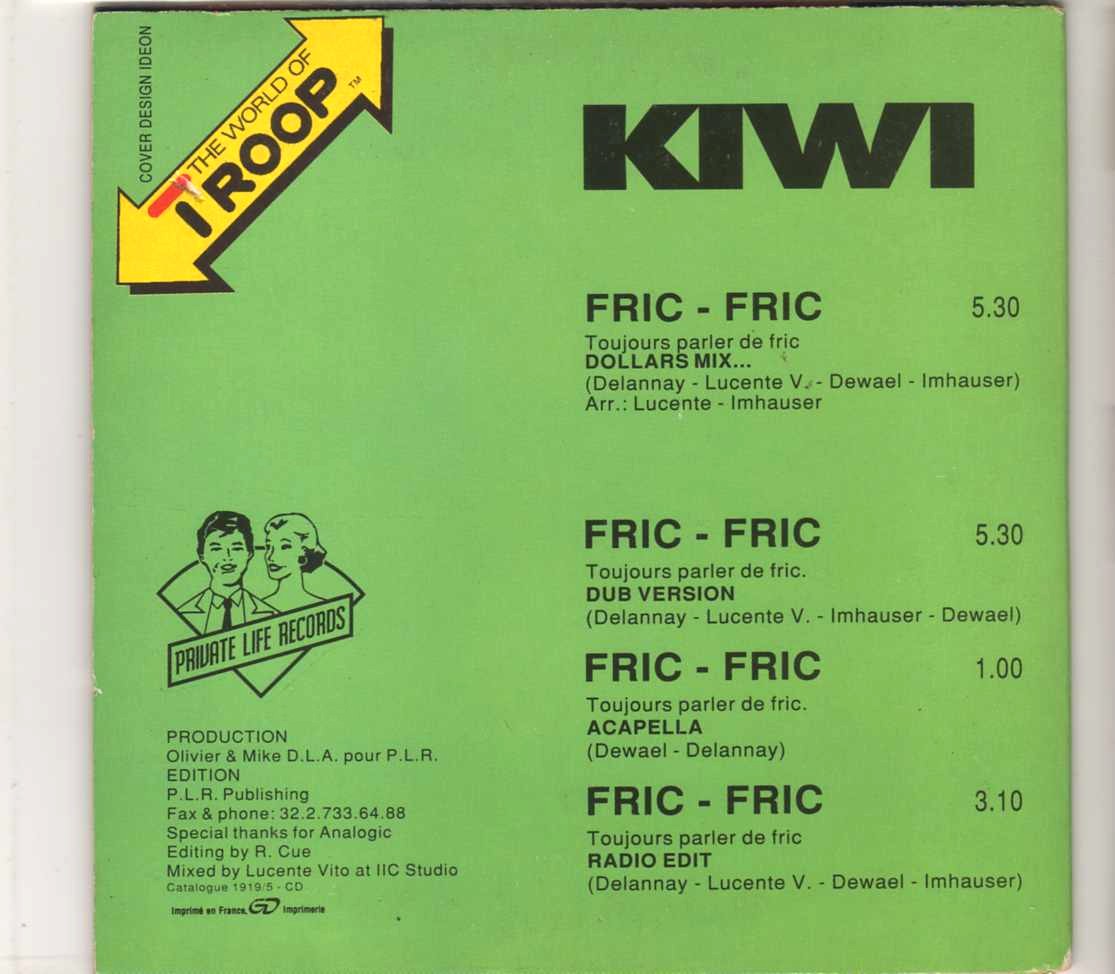 COVER DESIGN IDEON
THE WORLD OF
TROOP TM
KIWI
FRIC - FRIC 5.30
Toujours parler de fric
DOLLARS MIX...
(Delannay - Lucente V. - Dewael - Imhauser)
Arr.: Lucente - Imhauser
FRIC - FRIC 5.30
Toujours parler de fric.
DUB VERSION
(Delannay - Lucente V. - Imhauser - Dewael)
FRIC - FRIC 1.00
Toujours parler de fric.
ACAPELLA
(Dewael - Delannay)
FRIC - FRIC 3.10
Toujours parler de fric
RADIO EDIT
(Delannay - Lucente V. - Dewael - Imhauser)
PRIVATE LIFE RECORDS
PRODUCTION
Olivier & Mike D.L.A. pour P.L.R.
EDITION
P.L.R. Publishing
Fax & phone: 32.2.733.64.88
Special thanks for Analogic
Editing by R. Cue
Mixed by Lucente Vito at IIC Studio
Catalogue 1919/5 - CD
Imprimé en France, GD Imprimerie